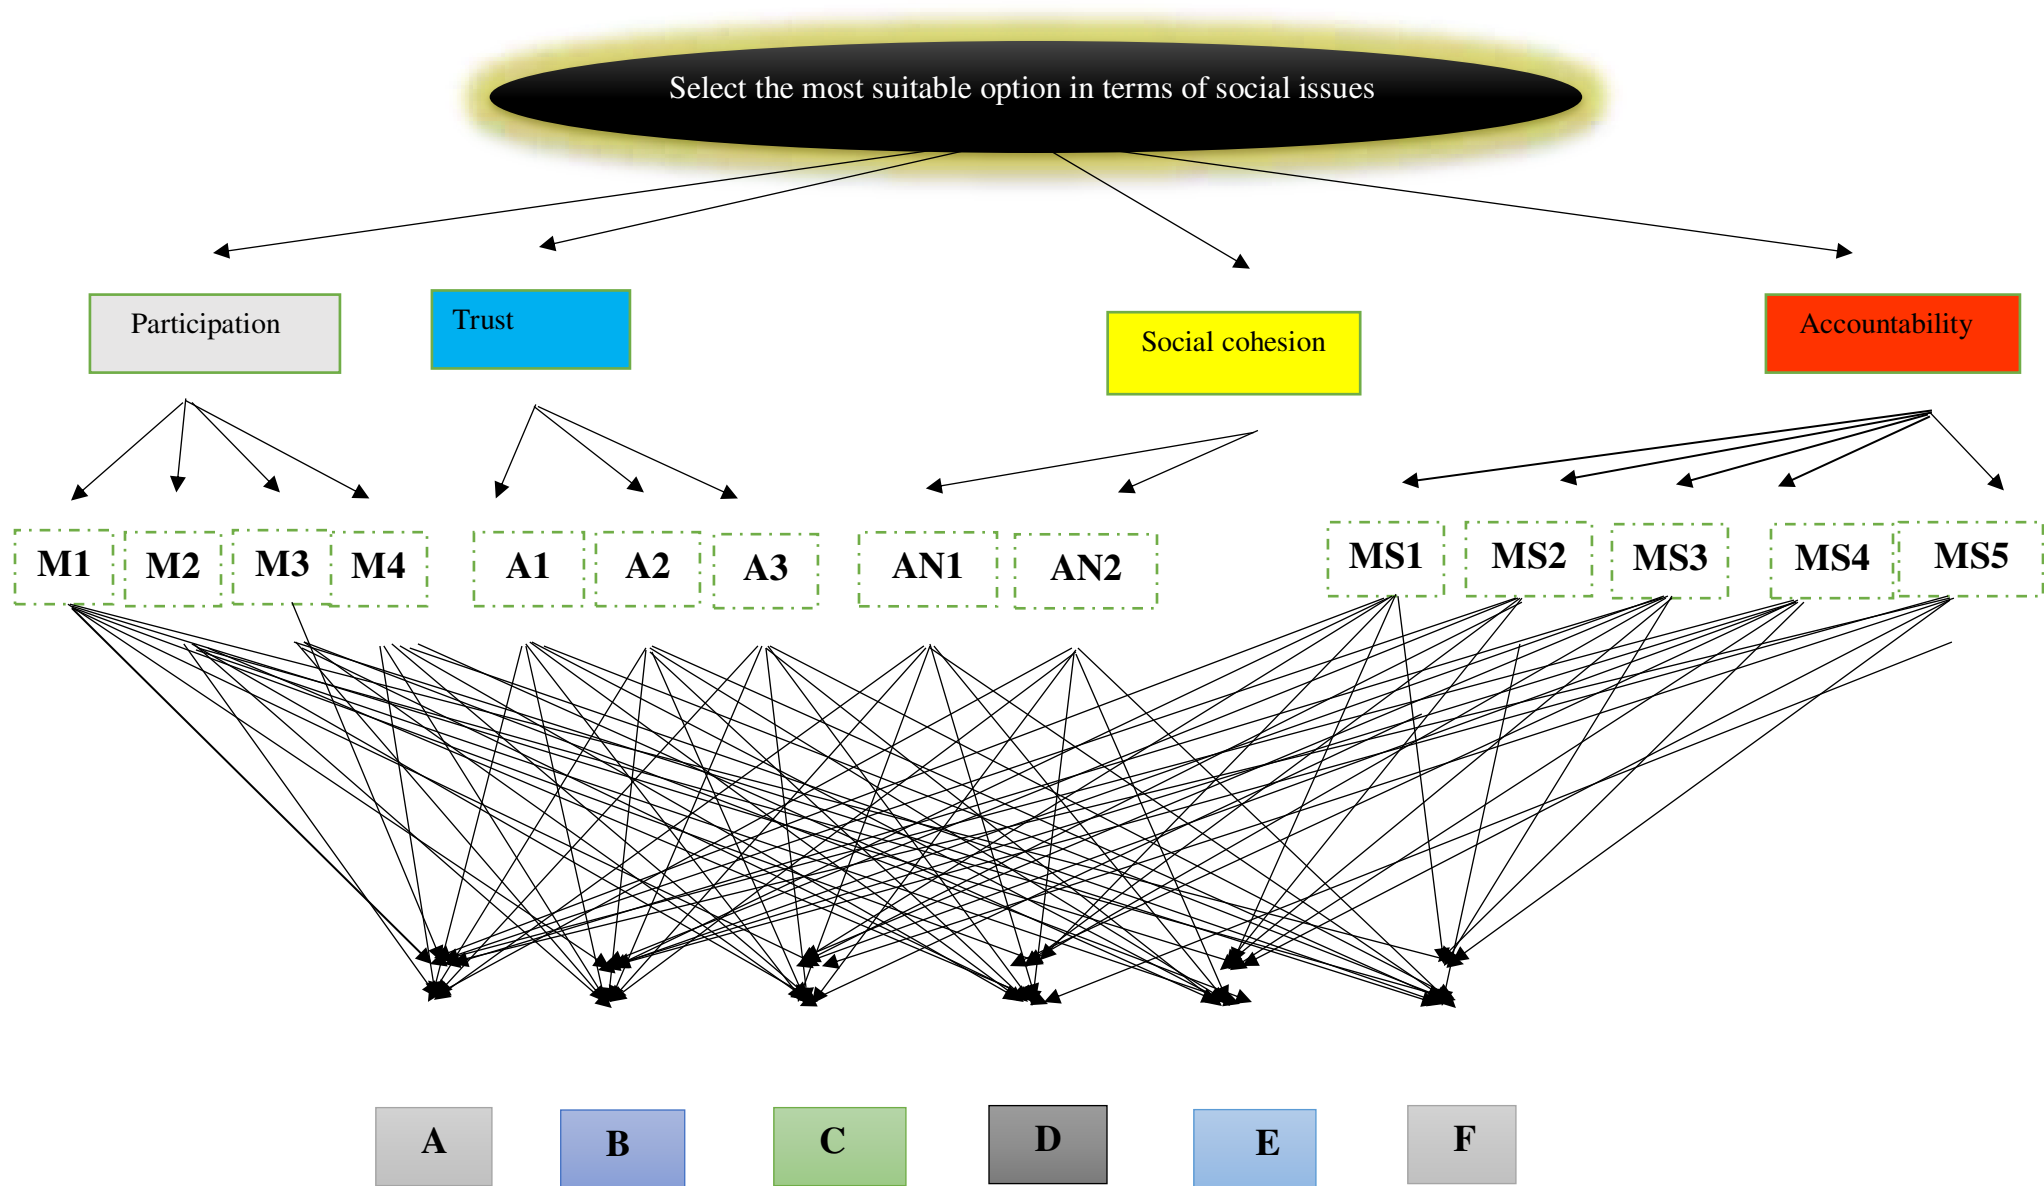 Select the most suitable option in terms of social issues
Participation
Trust
Social cohesion
Accountability
M1
M2
M3
M4
A1
A2
A3
AN1
AN2
MS1
MS2
MS3
MS4
MS5
A
B
C
D
E
F